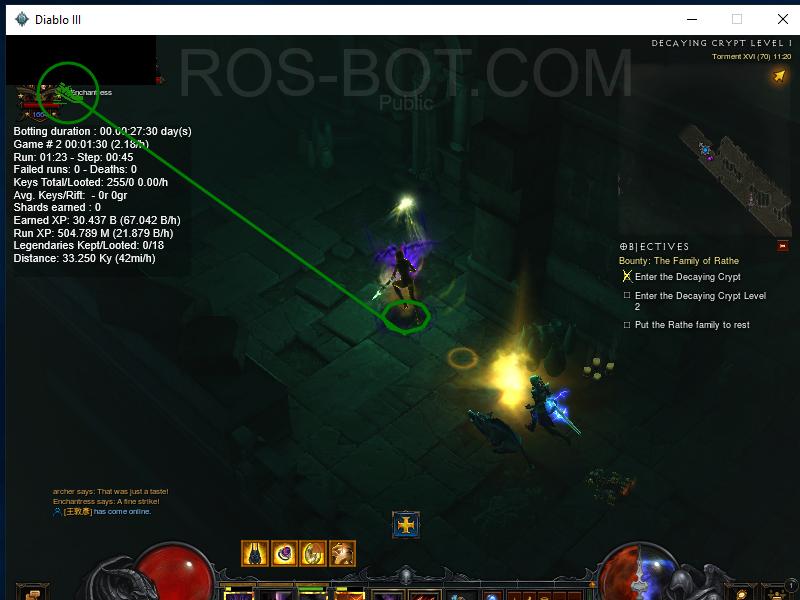 Diablo III
ROS-BOT.COM
Public
DECAYING CRYPT LEVEL 1
Torment XVI (70) 11:20
Enchantress
Botting duration : 00.00:27:30 day(s)
Game # 2 00:01:30 (2.18/h)
Run: 01:23 - Step: 00:45
Failed runs: 0 - Deaths: 0
Keys Total/Looted: 255/0 0.00/h
Avg. Keys/Rift: - 0r 0gr
Shards earned : 0
Earned XP: 30.437 B (67.042 B/h)
Run XP: 504.789 M (21.879 B/h)
Legendaries Kept/Looted: 0/18
Distance: 33.250 Ky (42mi/h)
OBJECTIVES
Bounty: The Family of Rathe
Enter the Decaying Crypt
Enter the Decaying Crypt Level
2
Put the Rathe family to rest
archer says: That was just a taste!
Enchantress says: A fine strike!
[王敦彥] has come online.
1